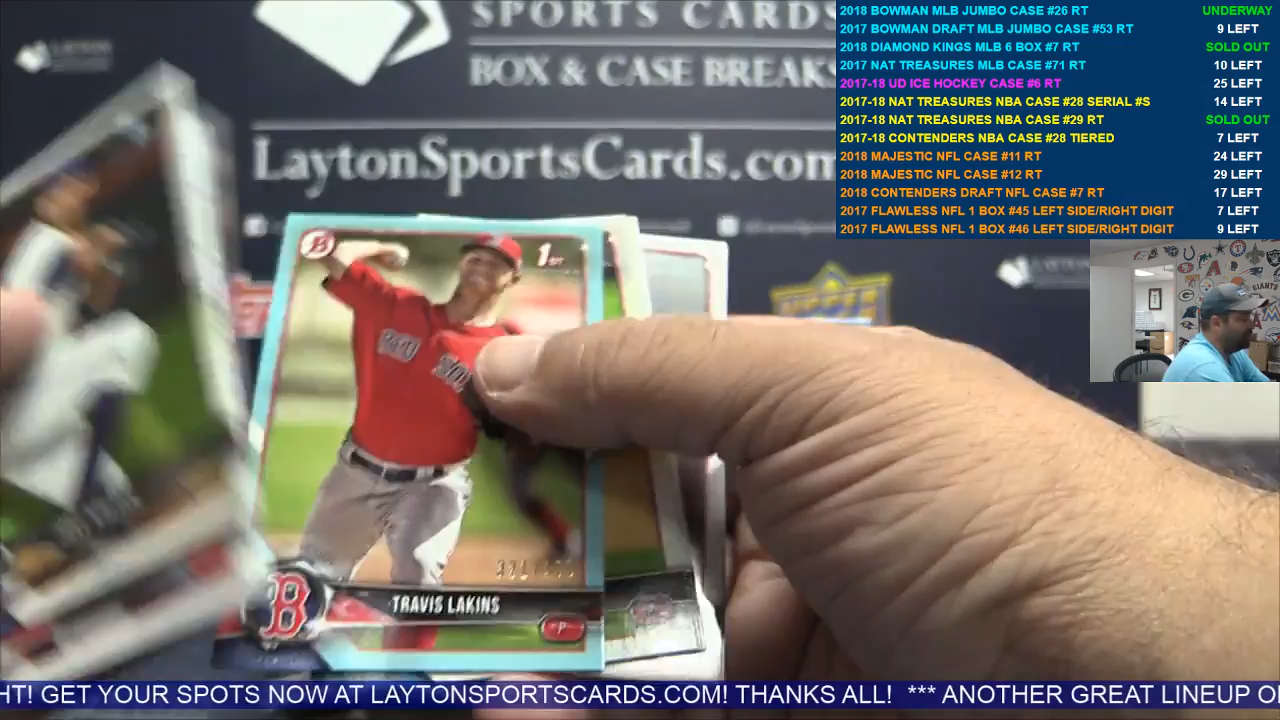 SPORTS CARDS
BOX & CASE BREAKS
LaytonSportsCards.com
2018 BOWMAN MLB JUMBO CASE #26 RT UNDERWAY
2017 BOWMAN DRAFT MLB JUMBO CASE #53 RT 9 LEFT
2018 DIAMOND KINGS MLB 6 BOX #7 RT SOLD OUT
2017 NAT TREASURES MLB CASE #71 RT 10 LEFT
2017-18 UD ICE HOCKEY CASE #6 RT 25 LEFT
2017-18 NAT TREASURES NBA CASE #28 SERIAL #S 14 LEFT
2017-18 NAT TREASURES NBA CASE #29 RT SOLD OUT
2017-18 CONTENDERS NBA CASE #28 TIERED 7 LEFT
2018 MAJESTIC NFL CASE #11 RT 24 LEFT
2018 MAJESTIC NFL CASE #12 RT 29 LEFT
2018 CONTENDERS DRAFT NFL CASE #7 RT 17 LEFT
2017 FLAWLESS NFL 1 BOX #45 LEFT SIDE/RIGHT DIGIT 7 LEFT
2017 FLAWLESS NFL 1 BOX #46 LEFT SIDE/RIGHT DIGIT 9 LEFT
B 1st
RED SOX
TRAVIS LAKINS
B P
HT! GET YOUR SPOTS NOW AT LAYTONSPORTSCARDS.COM! THANKS ALL! *** ANOTHER GREAT LINEUP O